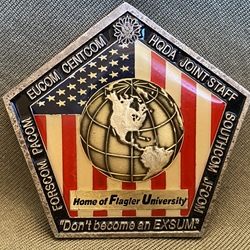 FORSCOM PACOM EUCOM CENTCOM
HQDA JOINT STAFF SOUTHCOM JFCOM
Home of Flagler University
"Don't become an EXSUM."